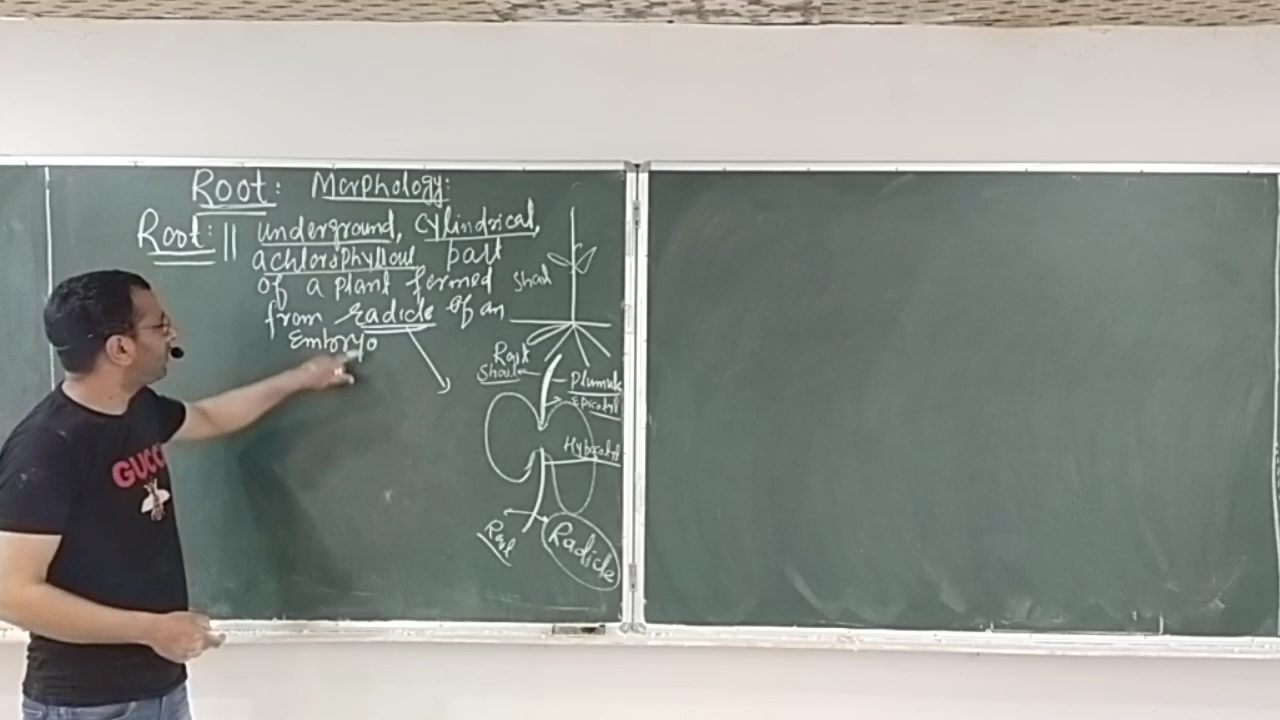 Root: Morphology:
Root: || underground, cylindrical,
achlorophyllous part
of a plant formed
from radicle of an
Embryo
Shoot
Root
Shoot
Plumule
Epicotyl
Hypocotyl
Root
Radicle
GUCCI